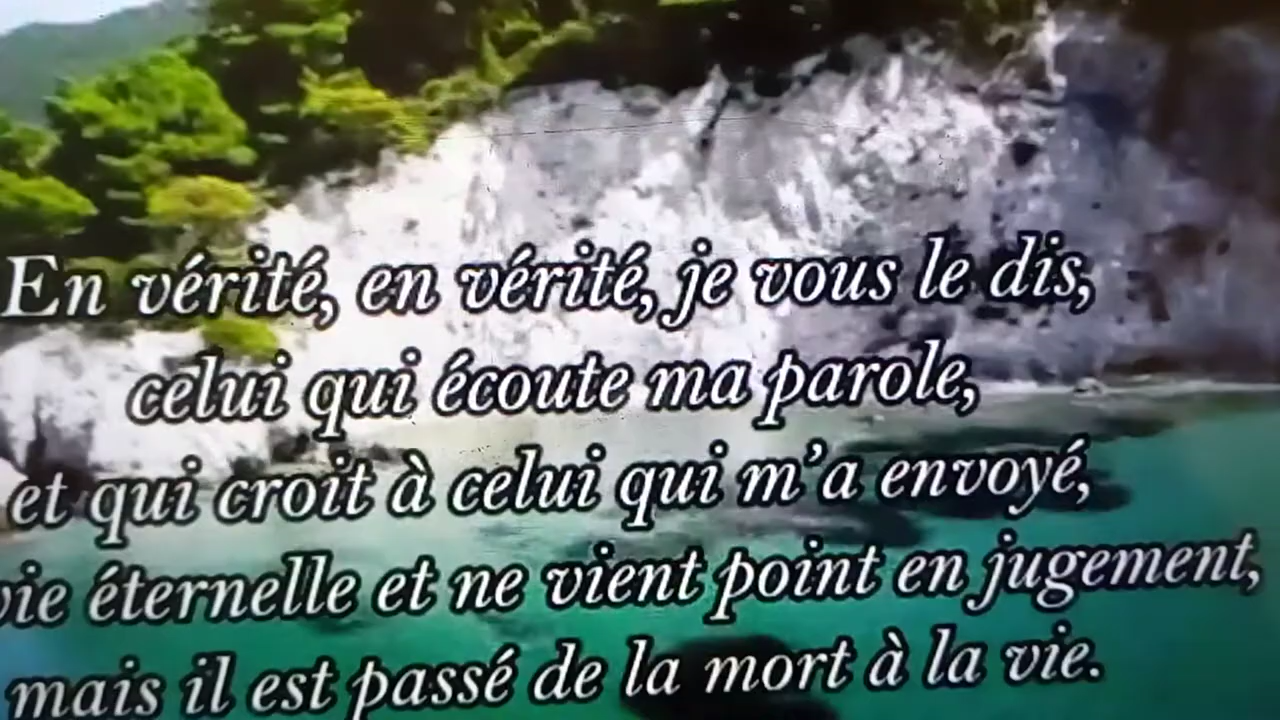 En vérité, en vérité, je vous le dis,
celui qui écoute ma parole,
et qui croit à celui qui m'a envoyé,
vie éternelle et ne vient point en jugement,
mais il est passé de la mort à la vie.